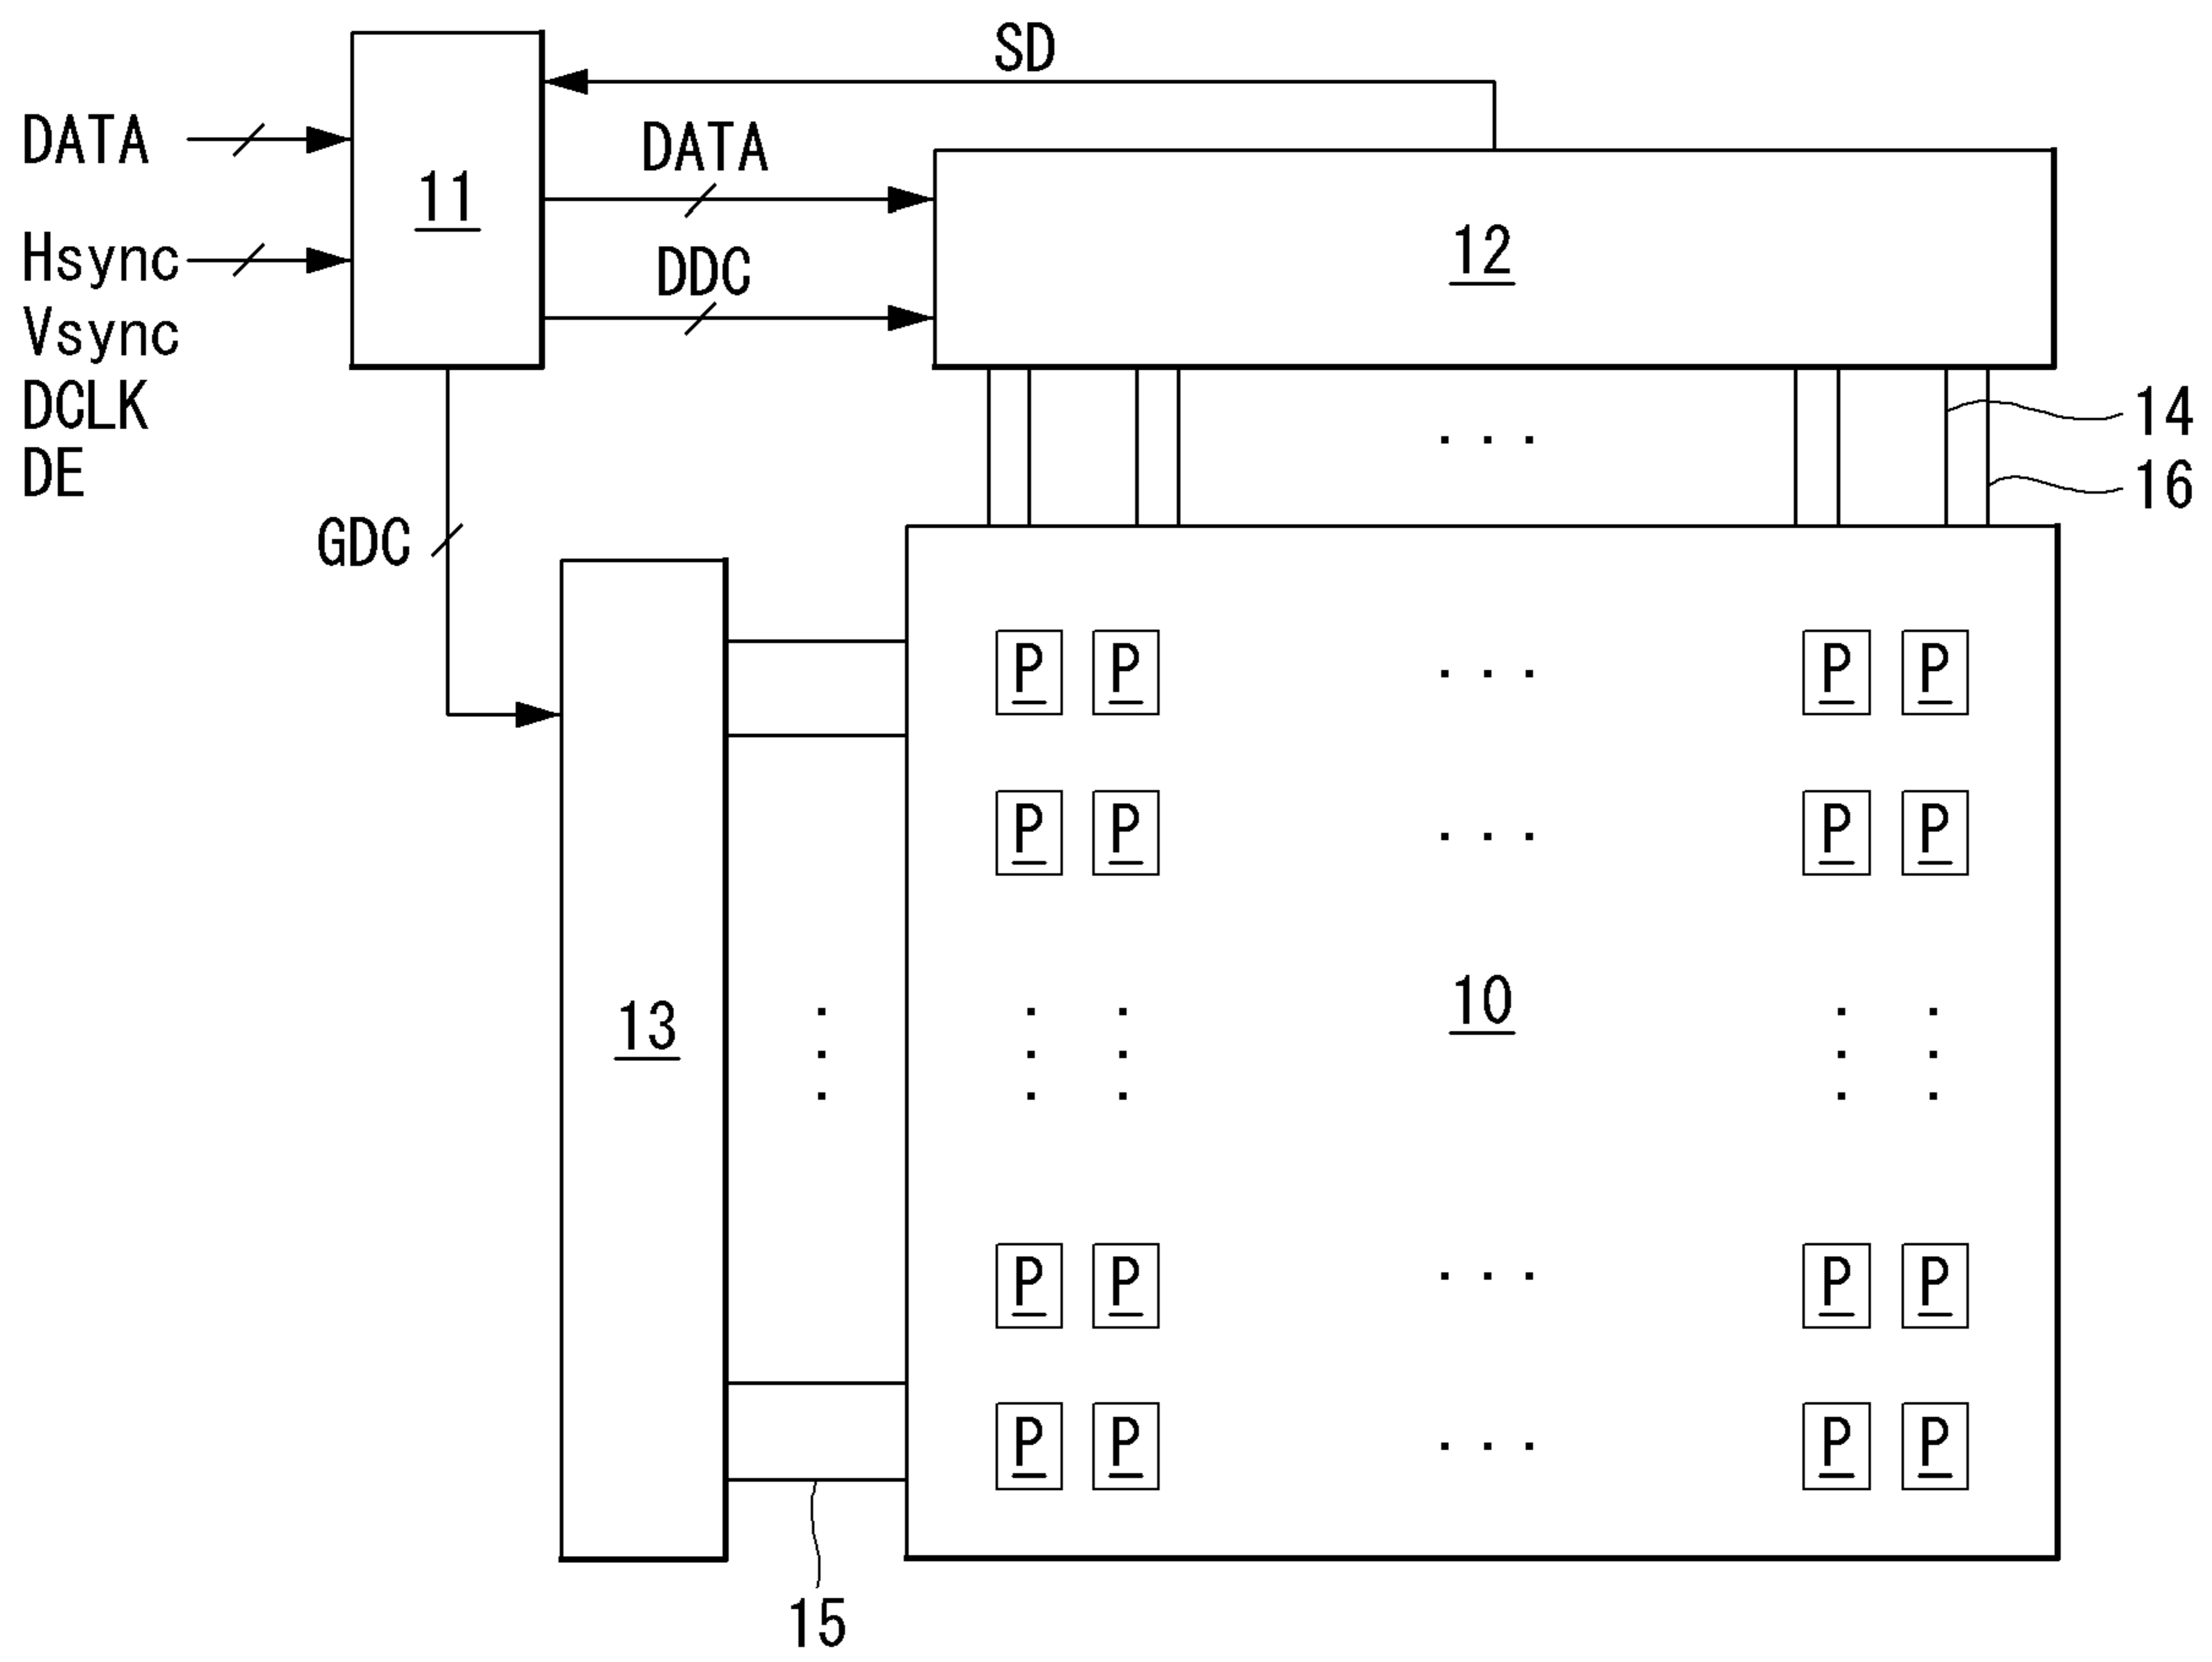 SD
DATA
DATA
11
Hsync
12
DDC
Vsync
DCLK
14
DE
16
GDC
P P P P
P P P P
10
13
P P P P
P P P P
15